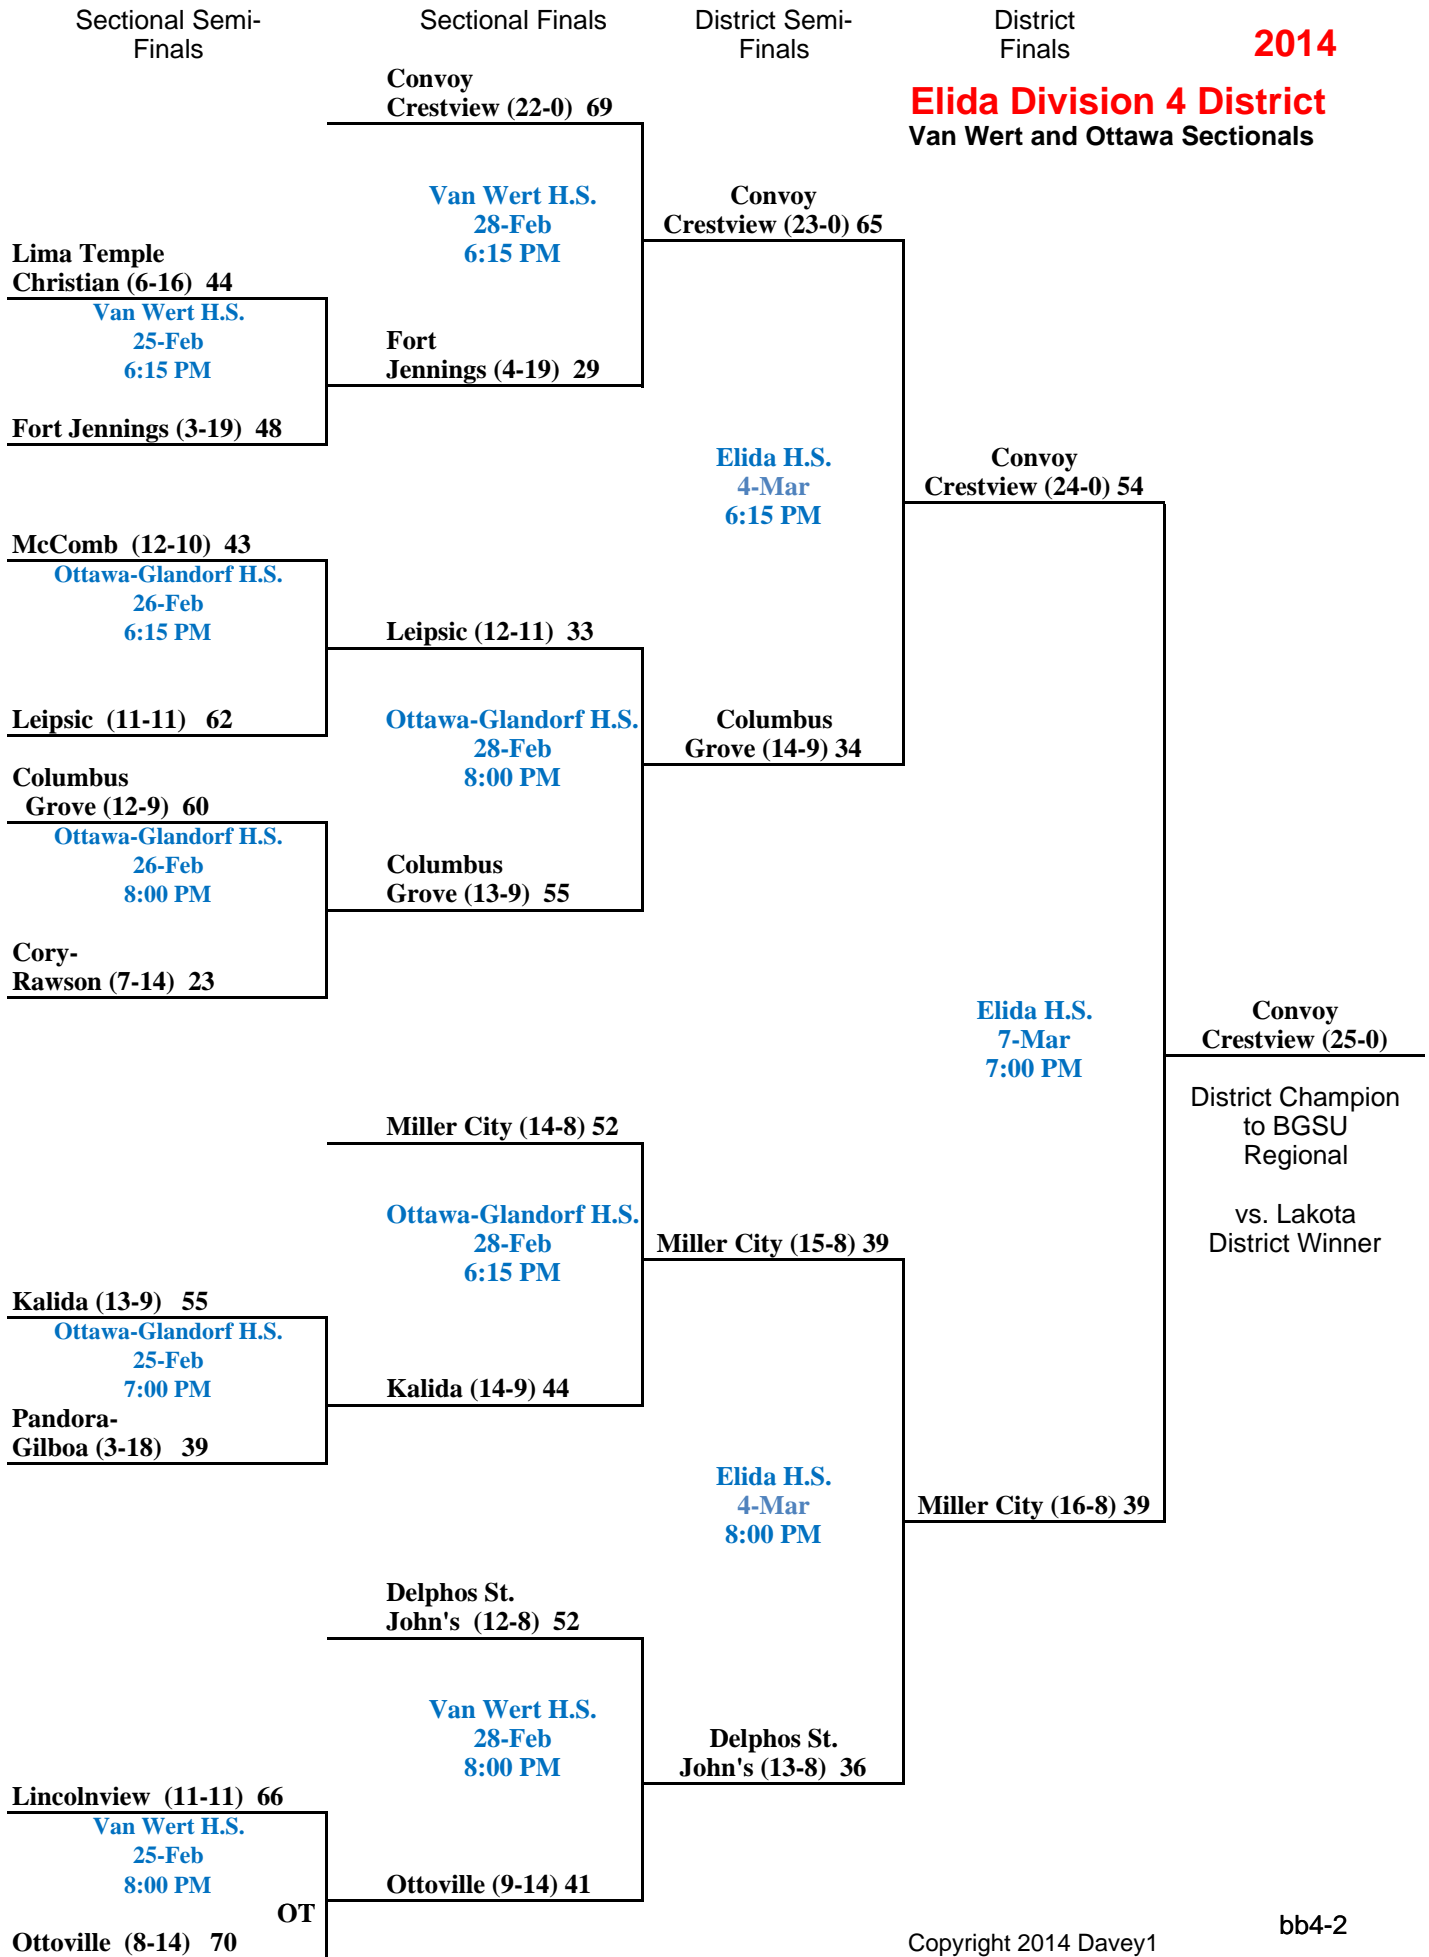 Sectional Semi-
Finals
Sectional Finals
District Semi-
Finals
District
Finals
2014
Elida Division 4 District
Van Wert and Ottawa Sectionals
Convoy
Crestview (22-0)  69
Van Wert H.S.
28-Feb
6:15 PM
Convoy
Crestview (23-0) 65
Lima Temple
Christian (6-16)  44
Van Wert H.S.
25-Feb
6:15 PM
Fort
Jennings (4-19)  29
Fort Jennings (3-19)  48
Elida H.S.
4-Mar
6:15 PM
Convoy
Crestview (24-0) 54
McComb  (12-10)  43
Ottawa-Glandorf H.S.
26-Feb
6:15 PM
Leipsic (12-11)  33
Leipsic  (11-11)  62
Ottawa-Glandorf H.S.
28-Feb
8:00 PM
Columbus
Grove (14-9) 34
Columbus
Grove (12-9)  60
Ottawa-Glandorf H.S.
26-Feb
8:00 PM
Columbus
Grove (13-9)  55
Cory-
Rawson (7-14)  23
Elida H.S.
7-Mar
7:00 PM
Convoy
Crestview (25-0)
District Champion
to BGSU
Regional
vs. Lakota
District Winner
Miller City (14-8) 52
Ottawa-Glandorf H.S.
28-Feb
6:15 PM
Miller City (15-8) 39
Kalida (13-9)   55
Ottawa-Glandorf H.S.
25-Feb
7:00 PM
Kalida (14-9) 44
Pandora-
Gilboa (3-18)   39
Elida H.S.
4-Mar
8:00 PM
Miller City (16-8) 39
Delphos St.
John's  (12-8)  52
Van Wert H.S.
28-Feb
8:00 PM
Delphos St.
John's (13-8)  36
Lincolnview  (11-11)  66
Van Wert H.S.
25-Feb
8:00 PM
Ottoville (9-14) 41
OT
Ottoville  (8-14)  70
Copyright 2014 Davey1
bb4-2